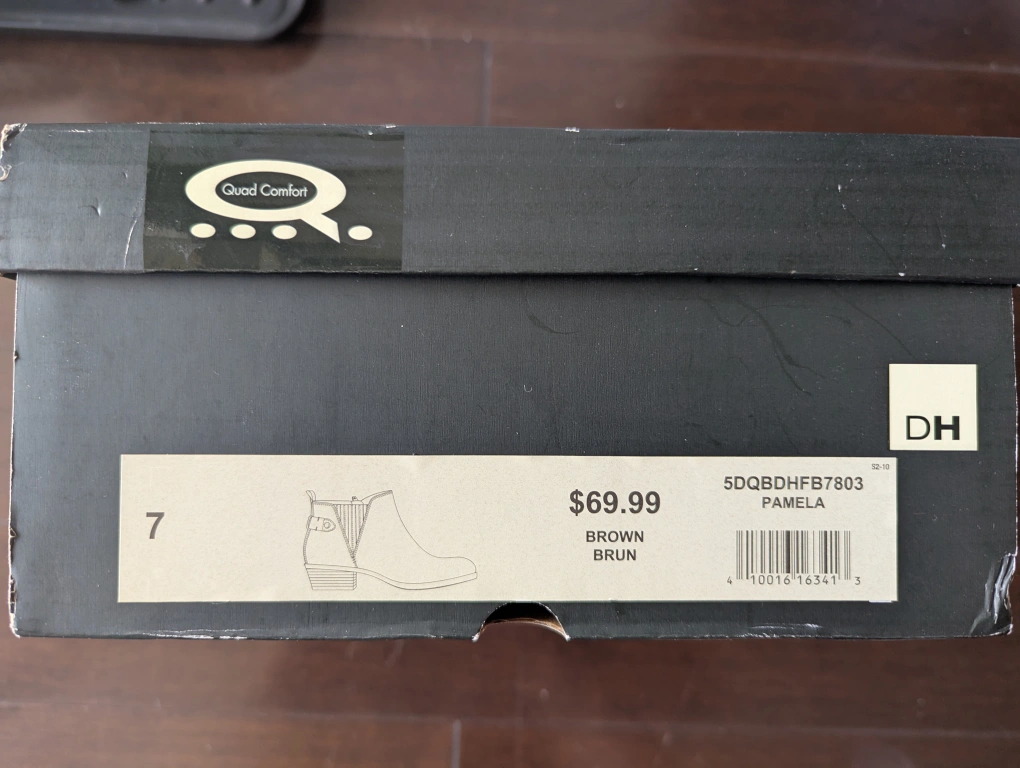 Quad Comfort
DH
S2-10
7
$69.99
BROWN
BRUN
5DQBDHFB7803
PAMELA
4 10016 16341 3